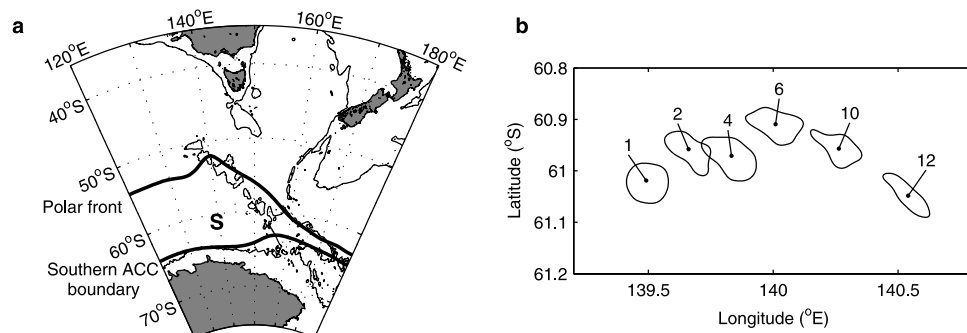 a
120°E
140°E
160°E
180°E
40°S
50°S
60°S
70°S
Polar front
S
Southern ACC
boundary
b
60.8
60.9
61
61.1
61.2
Latitude (°S)
1
2
4
6
10
12
139.5
140
140.5
Longitude (°E)